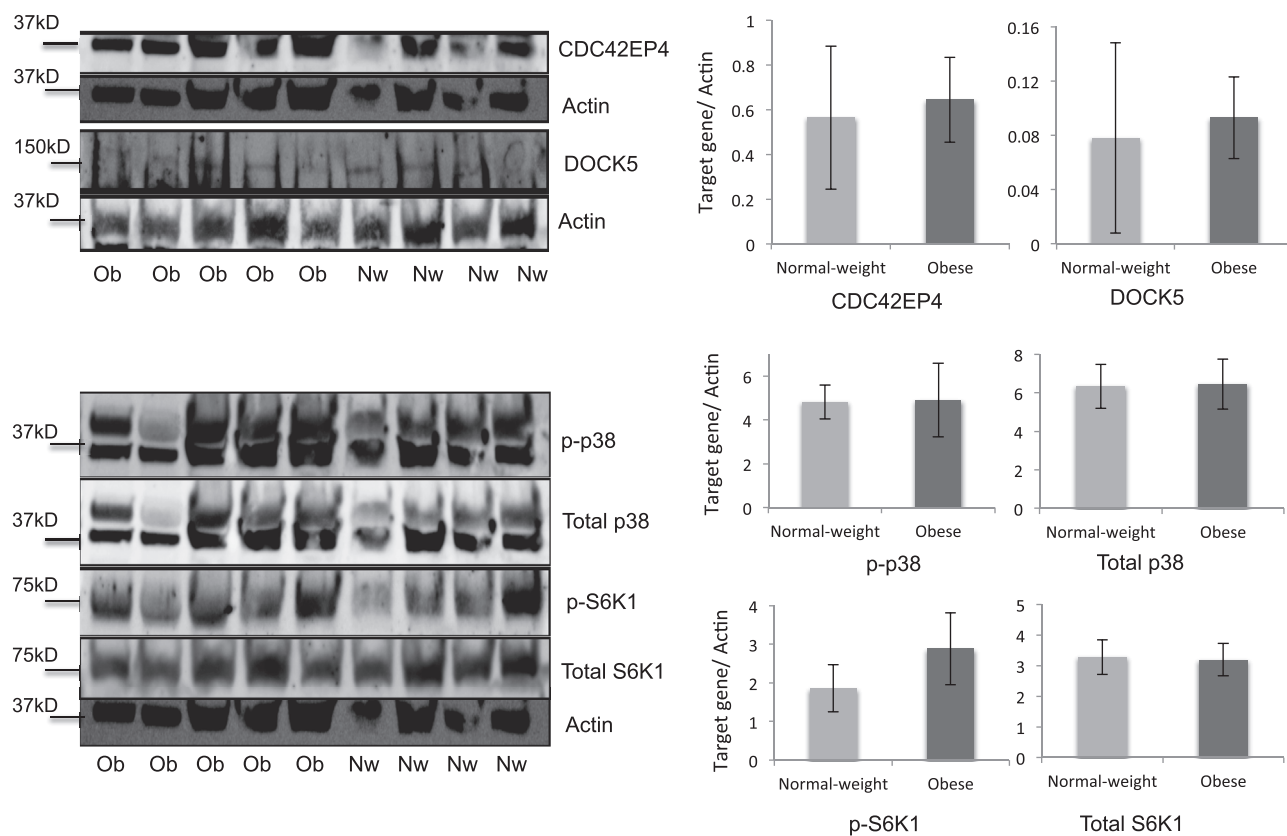 37kD
CDC42EP4
37kD
Actin
150kD
DOCK5
37kD
Actin
Ob Ob Ob Ob Ob Nw Nw Nw Nw
37kD
p-p38
37kD
Total p38
75kD
p-S6K1
75kD
Total S6K1
37kD
Actin
Ob Ob Ob Ob Ob Nw Nw Nw Nw
Target gene/ Actin
1
0.8
0.6
0.4
0.2
0
Normal-weight Obese
CDC42EP4
0.16
0.12
0.08
0.04
0
Normal-weight Obese
DOCK5
Target gene/ Actin
6
4
2
0
Normal-weight Obese
p-p38
8
6
4
2
0
Normal-weight Obese
Total p38
Target gene/ Actin
4
3
2
1
0
Normal-weight Obese
p-S6K1
5
4
3
2
1
0
Normal-weight Obese
Total S6K1